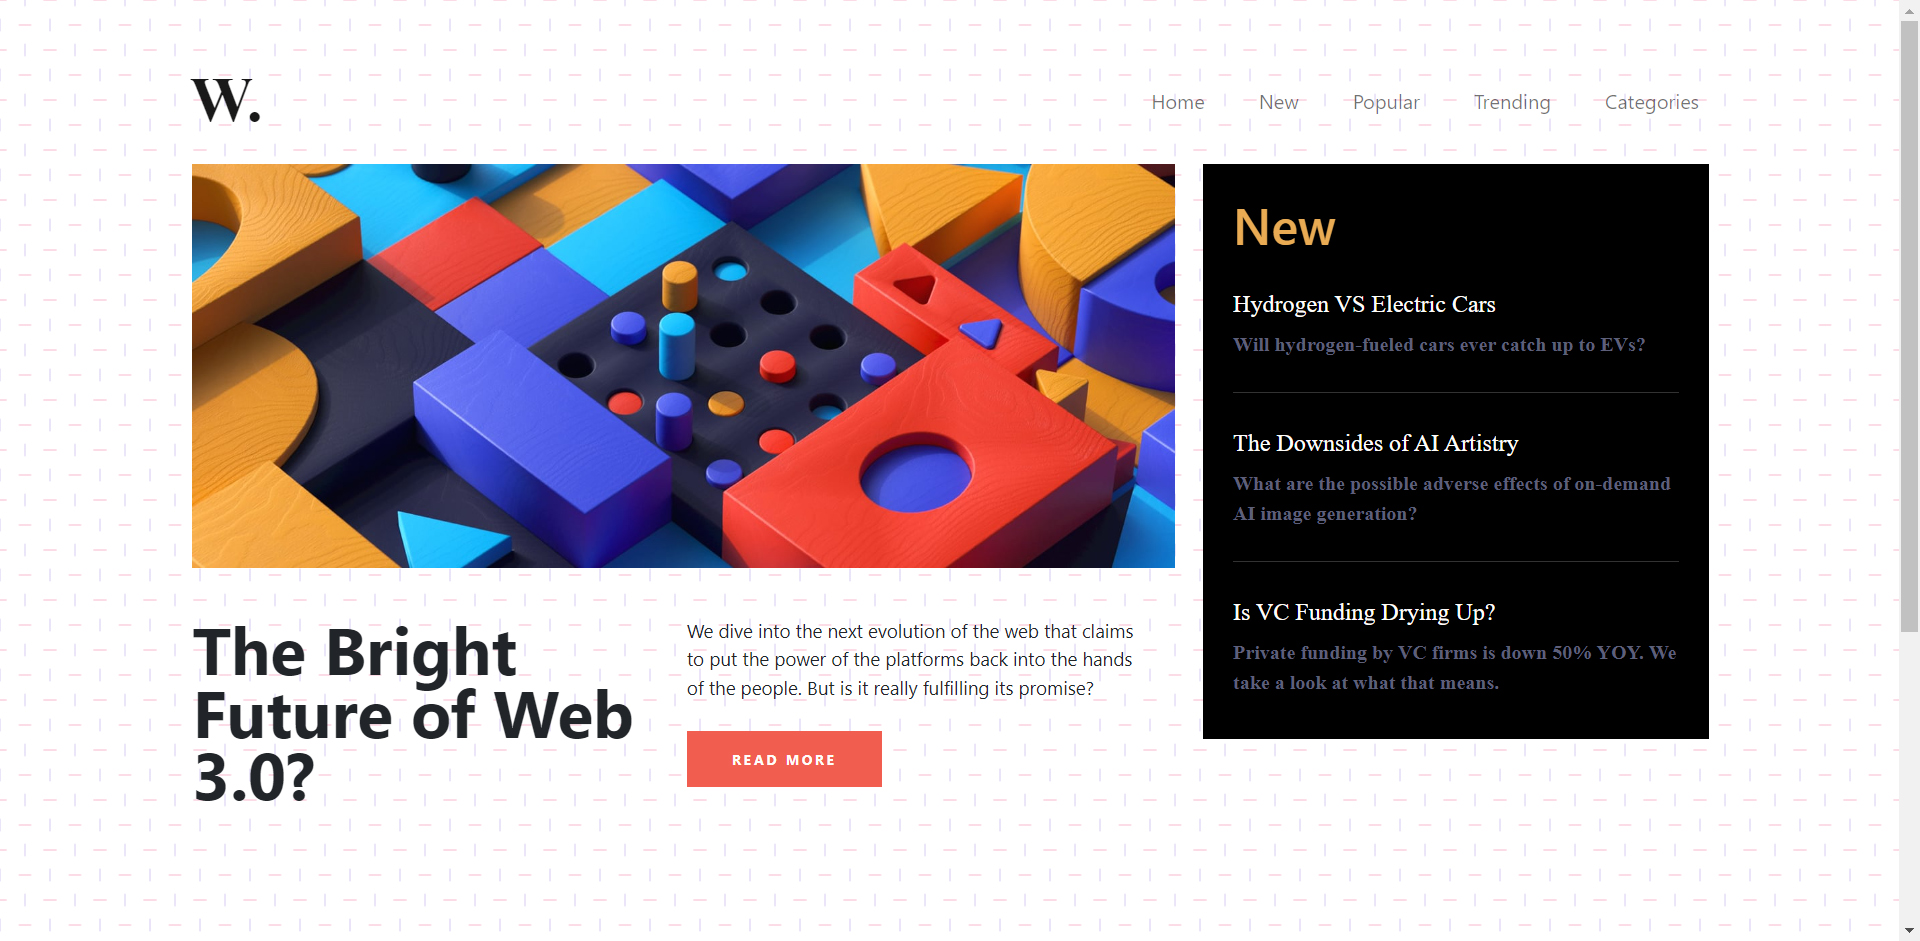 W.
Home New Popular Trending Categories
The Bright
Future of Web
3.0?
We dive into the next evolution of the web that claims
to put the power of the platforms back into the hands
of the people. But is it really fulfilling its promise?
READ MORE
New
Hydrogen VS Electric Cars
Will hydrogen-fueled cars ever catch up to EVs?
The Downsides of AI Artistry
What are the possible adverse effects of on-demand
AI image generation?
Is VC Funding Drying Up?
Private funding by VC firms is down 50% YOY. We
take a look at what that means.